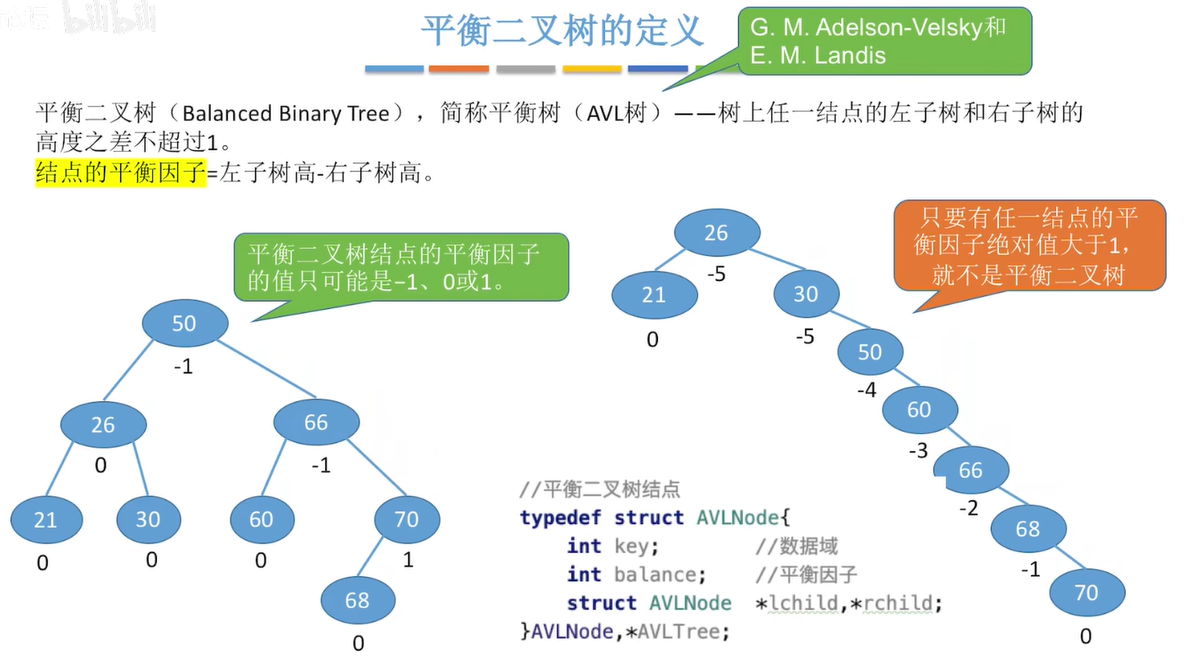 bilibili
平衡二叉树的定义
G. M. Adelson-Velsky和
E. M. Landis
平衡二叉树（Balanced Binary Tree），简称平衡树（AVL树）——树上任一结点的左子树和右子树的
高度之差不超过1。
结点的平衡因子=左子树高-右子树高。
平衡二叉树结点的平衡因子
的值只可能是−1、0或1。
50
-1
26
0
66
-1
21
0
30
0
60
0
70
1
68
0
只要有任一结点的平
衡因子绝对值大于1，
就不是平衡二叉树
26
-5
21
0
30
-5
50
-4
60
-3
66
-2
68
-1
70
0
//平衡二叉树结点
typedef struct AVLNode{
int key; //数据域
int balance; //平衡因子
struct AVLNode *lchild,*rchild;
}AVLNode,*AVLTree;